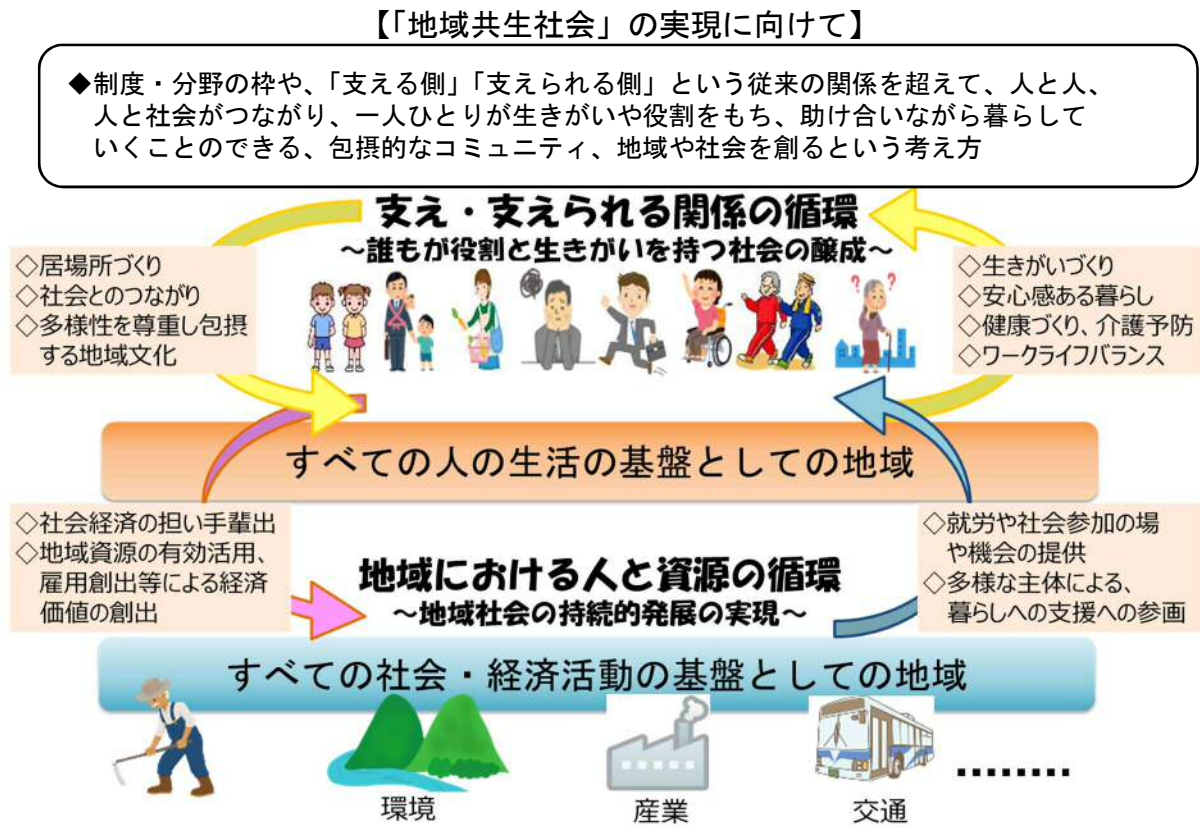 【「地域共生社会」の実現に向けて】
◆制度・分野の枠や、「支える側」「支えられる側」という従来の関係を超えて、人と人、
人と社会がつながり、一人ひとりが生きがいや役割をもち、助け合いながら暮らして
いくことのできる、包摂的なコミュニティ、地域や社会を創るという考え方
支え・支えられる関係の循環
～誰もが役割と生きがいを持つ社会の醸成～
◇居場所づくり
◇社会とのつながり
◇多様性を尊重し包摂
する地域文化
◇生きがいづくり
◇安心感ある暮らし
◇健康づくり、介護予防
◇ワークライフバランス
? ?
すべての人の生活の基盤としての地域
◇社会経済の担い手輩出
◇地域資源の有効活用、
雇用創出等による経済
価値の創出
地域における人と資源の循環
～地域社会の持続的発展の実現～
◇就労や社会参加の場
や機会の提供
◇多様な主体による、
暮らしへの支援への参画
すべての社会・経済活動の基盤としての地域
環境
産業
交通
………